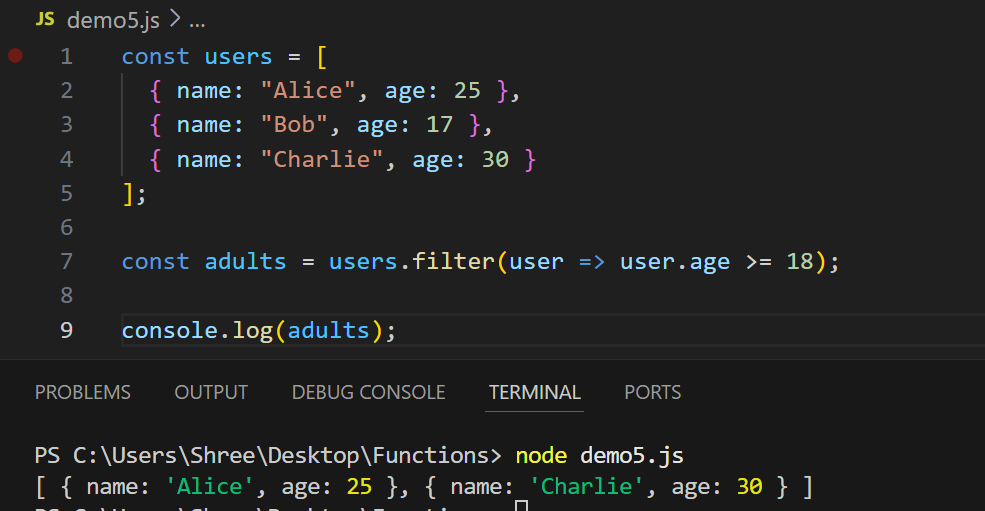 JS demo5.js > ...
1 const users = [
2 { name: "Alice", age: 25 },
3 { name: "Bob", age: 17 },
4 { name: "Charlie", age: 30 }
5 ];
6
7 const adults = users.filter(user => user.age >= 18);
8
9 console.log(adults);
PROBLEMS OUTPUT DEBUG CONSOLE TERMINAL PORTS
PS C:\Users\Shree\Desktop\Functions> node demo5.js
[ { name: 'Alice', age: 25 }, { name: 'Charlie', age: 30 } ]